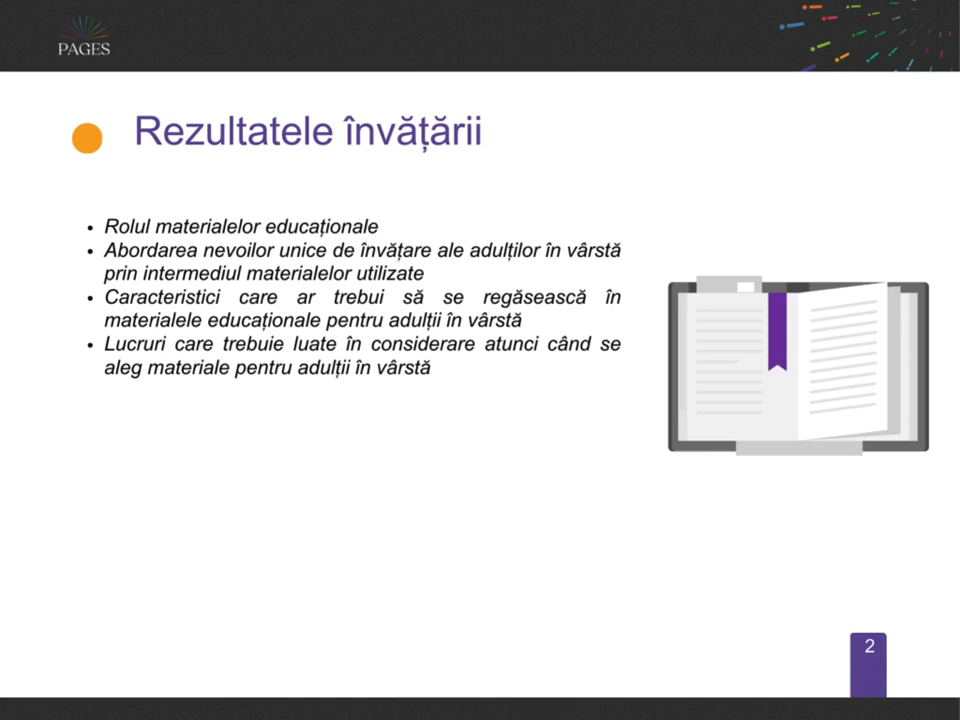 PAGES
Rezultatele învățării
• Rolul materialelor educaționale
• Abordarea nevoilor unice de învățare ale adulților în vârstă
prin intermediul materialelor utilizate
• Caracteristici care ar trebui să se regăsească în
materialele educaționale pentru adulții în vârstă
• Lucruri care trebuie luate în considerare atunci când se
aleg materiale pentru adulții în vârstă
2